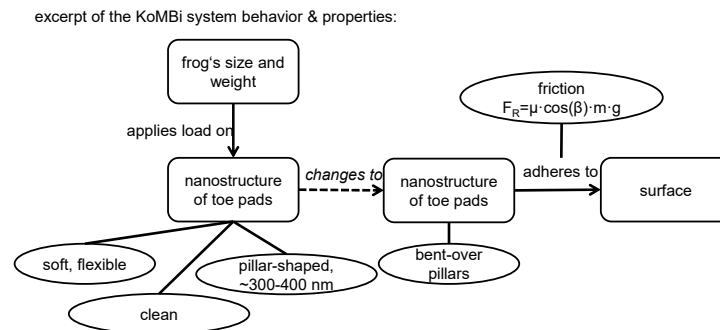 excerpt of the KoMBi system behavior & properties:
frog's size and
weight
friction
F_R=μ·cos(β)·m·g
applies load on
nanostructure
of toe pads
changes to
nanostructure
of toe pads
adheres to
surface
soft, flexible
pillar-shaped,
~300-400 nm
bent-over
pillars
clean